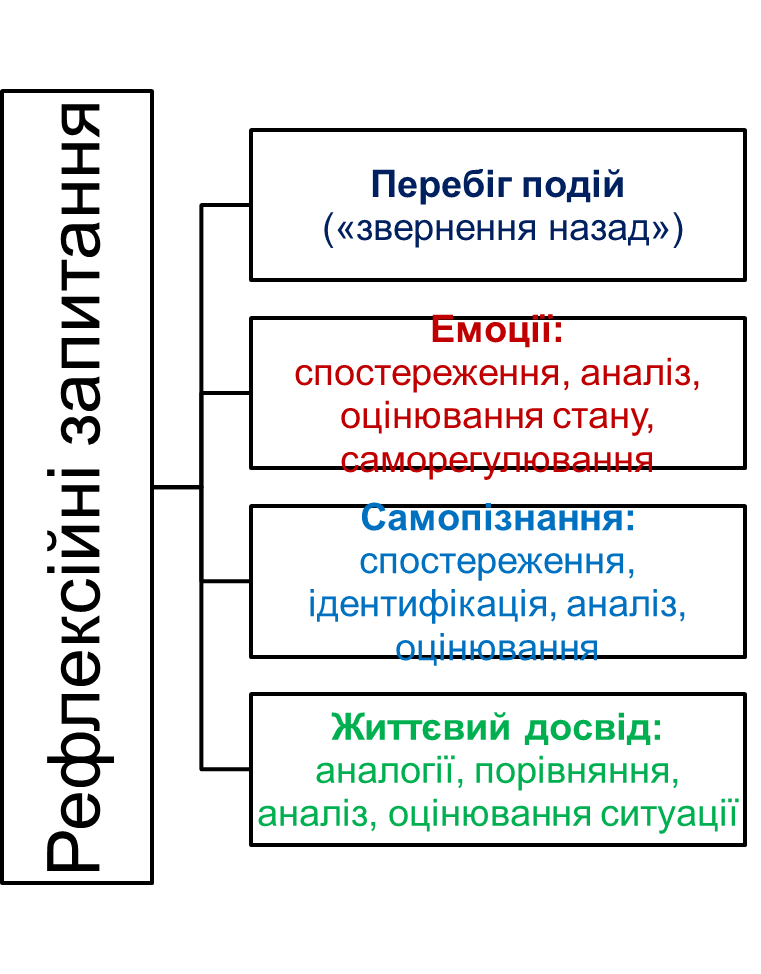 Рефлексійні запитання
Перебіг подій
(«звернення назад»)
Емоції:
спостереження, аналіз,
оцінювання стану,
саморегулювання
Самопізнання:
спостереження,
ідентифікація, аналіз,
оцінювання
Життєвий досвід:
аналогії, порівняння,
аналіз, оцінювання ситуації